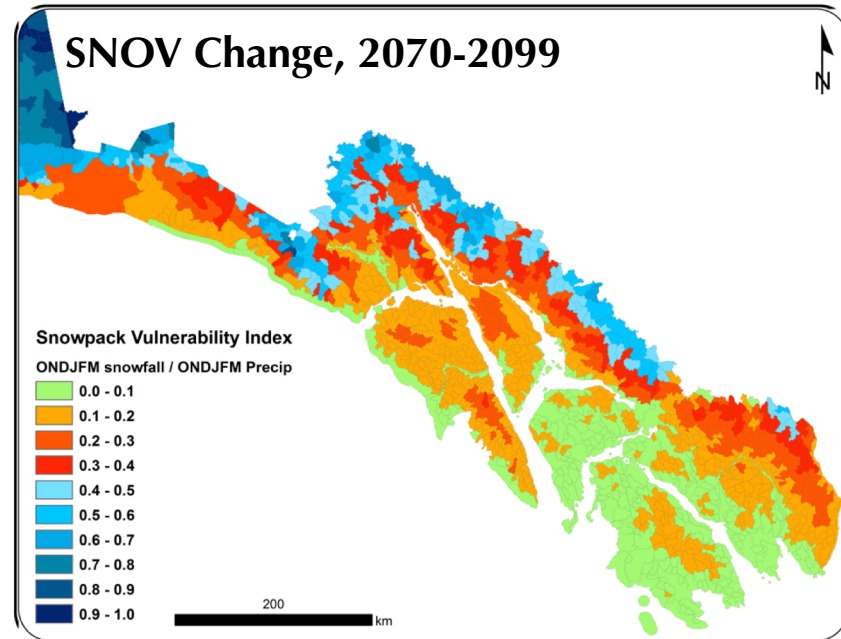 SNOV Change, 2070-2099
N
Snowpack Vulnerability Index
ONDJFM snowfall / ONDJFM Precip
0.0 - 0.1
0.1 - 0.2
0.2 - 0.3
0.3 - 0.4
0.4 - 0.5
0.5 - 0.6
0.6 - 0.7
0.7 - 0.8
0.8 - 0.9
0.9 - 1.0
200
km